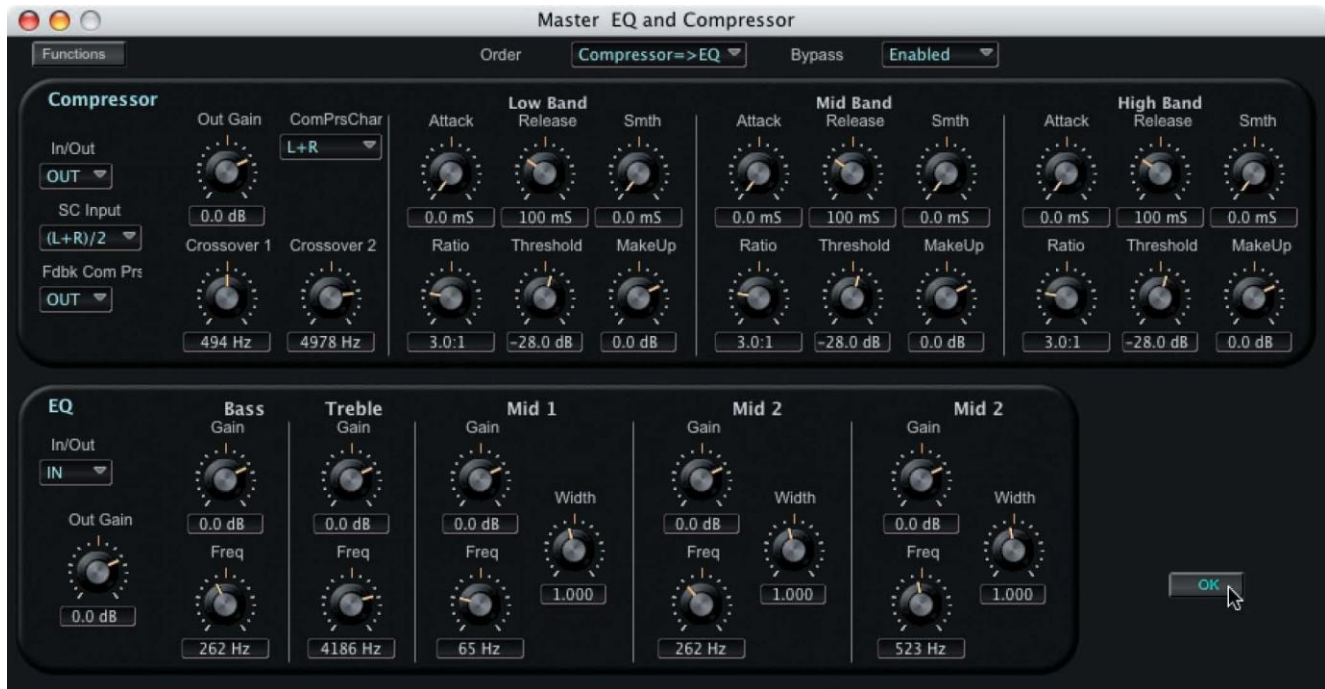 Master EQ and Compressor
Functions
Order
Compressor=>EQ
Bypass
Enabled
Compressor
In/Out
OUT
SC Input
(L+R)/2
Fdbk Com Prs
OUT
Out Gain
0.0 dB
ComPrsChar
L+R
Crossover 1
494 Hz
Crossover 2
4978 Hz
Low Band
Attack Release Smth
0.0 mS 100 mS 0.0 mS
Ratio Threshold MakeUp
3.0:1 -28.0 dB 0.0 dB
Mid Band
Attack Release Smth
0.0 mS 100 mS 0.0 mS
Ratio Threshold MakeUp
3.0:1 -28.0 dB 0.0 dB
High Band
Attack Release Smth
0.0 mS 100 mS 0.0 mS
Ratio Threshold MakeUp
3.0:1 -28.0 dB 0.0 dB
EQ
In/Out
IN
Out Gain
0.0 dB
Bass
Gain
0.0 dB
Freq
262 Hz
Treble
Gain
0.0 dB
Freq
4186 Hz
Mid 1
Gain
0.0 dB
Freq
65 Hz
Width
1.000
Mid 2
Gain
0.0 dB
Freq
262 Hz
Width
1.000
Mid 2
Gain
0.0 dB
Freq
523 Hz
Width
1.000
OK